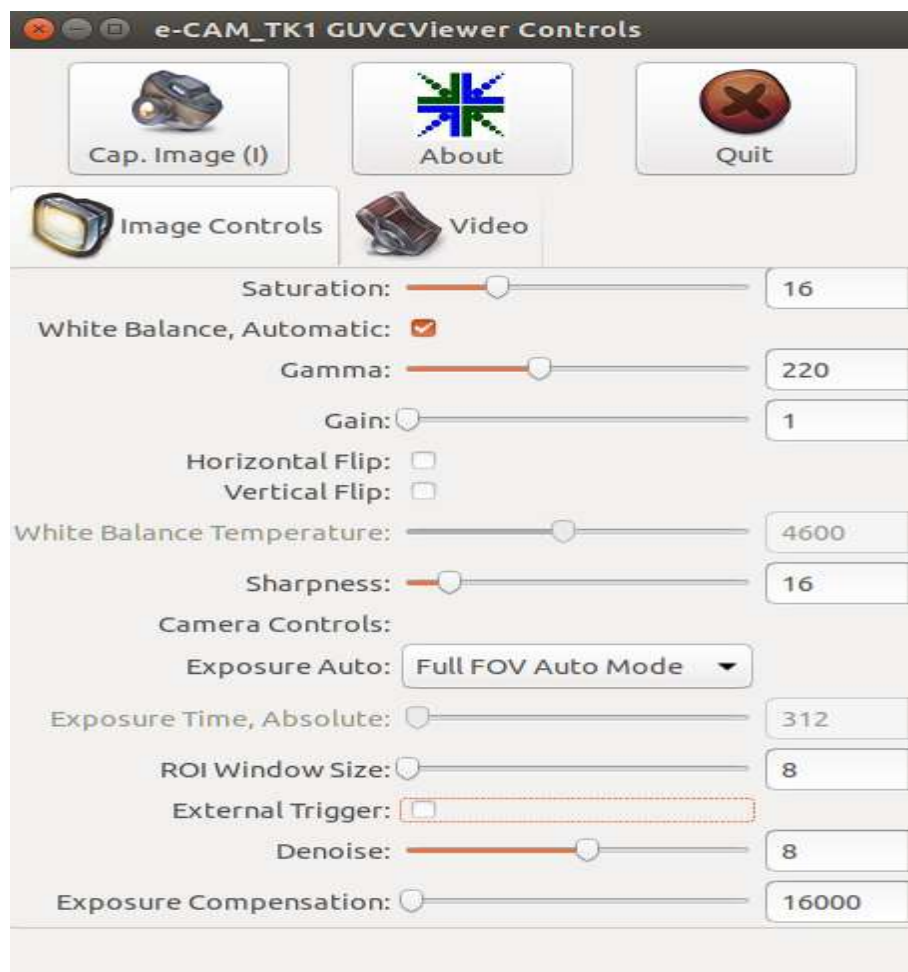 e-CAM_TK1 GUVCViewer Controls
Cap. Image (I) About Quit
Image Controls Video
Saturation: 16
White Balance, Automatic:
Gamma: 220
Gain: 1
Horizontal Flip:
Vertical Flip:
White Balance Temperature: 4600
Sharpness: 16
Camera Controls:
Exposure Auto: Full FOV Auto Mode
Exposure Time, Absolute: 312
ROI Window Size: 8
External Trigger:
Denoise: 8
Exposure Compensation: 16000